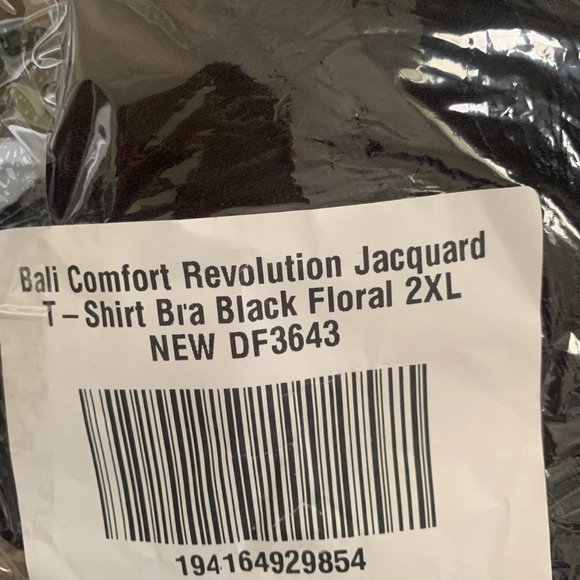 Bali Comfort Revolution Jacquard
T-Shirt Bra Black Floral 2XL
NEW DF3643
194164929854